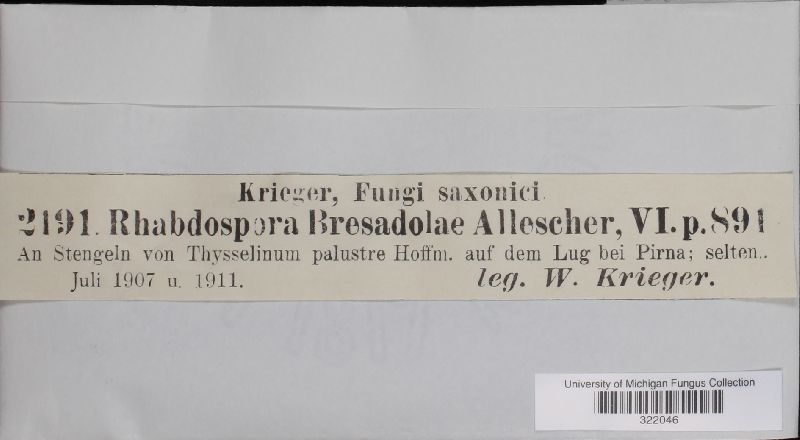 Krieger, Fungi saxonici.
2191. Rhabdospora Bresadolae Allescher, VI. p. 891
An Stengeln von Thysselinum palustre Hoffm. auf dem Lug bei Pirna; selten.
Juli 1907 u. 1911. leg. W. Krieger.
University of Michigan Fungus Collection
322046